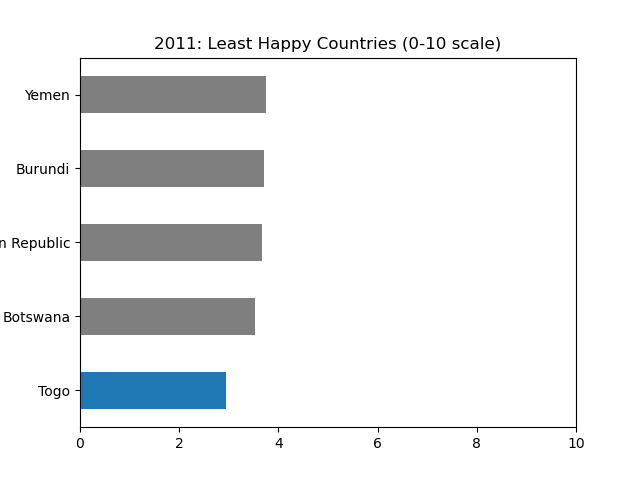 2011: Least Happy Countries (0-10 scale)
Yemen
Burundi
n Republic
Botswana
Togo
0 2 4 6 8 10